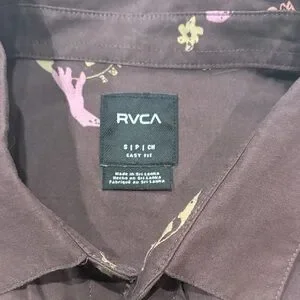 RVCA
S | P | CH
EASY FIT
Made in Sri Lanka
Hecho en Sri Lanka
Fabriqué au Sri Lanka